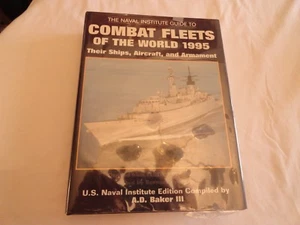 THE NAVAL INSTITUTE GUIDE TO
COMBAT FLEETS
OF THE WORLD 1995
Their Ships, Aircraft, and Armament
U.S. Naval Institute Edition Compiled by
A.D. Baker III